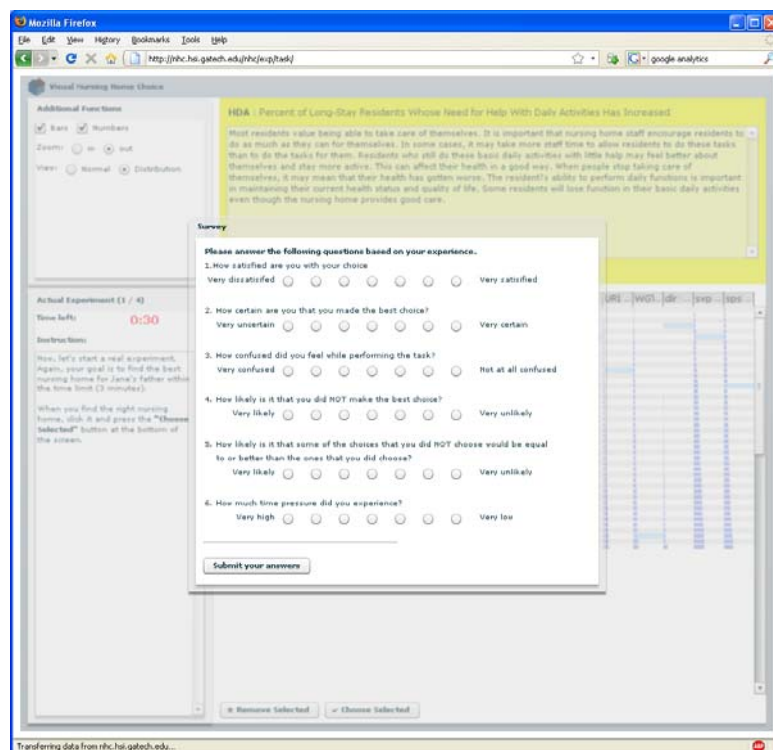 Mozilla Firefox
File Edit View History Bookmarks Tools Help
http://nhc.hsi.gatech.edu/nhc/exp/task/
google analytics
Visual Nursing Home Choice
Additional Functions
Bars Numbers
Zoom: in out
View: Normal Distribution
HDA : Percent of Long-Stay Residents Whose Need for Help With Daily Activities Has Increased
Most residents value being able to take care of themselves. It is important that nursing home staff encourage residents to
do as much as they can for themselves. In some cases, it may take more staff time to allow residents to do these tasks
than to do the tasks for them. Residents who still do these basic daily activities with little help may feel better about
themselves and stay more active. This can affect their health in a good way. When people stop taking care of
themselves, it may mean that their health has gotten worse. The resident?s ability to perform daily functions is important
in maintaining their current health status and quality of life. Some residents will lose function in their basic daily activities
even though the nursing home provides good care.
Survey
Please answer the following questions based on your experience.
1. How satisfied are you with your choice
Very dissatisifed Very satisified
2. How certain are you that you made the best choice?
Very uncertain Very certain
3. How confused did you feel while performing the task?
Very confused Not at all confused
4. How likely is it that you did NOT make the best choice?
Very likely Very unlikely
5. How likely is it that some of the choices that you did NOT choose would be equal
to or better than the ones that you did choose?
Very likely Very unlikely
6. How much time pressure did you experience?
Very high Very low
Submit your answers
Actual Experiment (1 / 4)
Time left: 0:30
Instruction:
Now, let's start a real experiment.
Again, your goal is to find the best
nursing home for Jane's father within
the time limit (3 minutes).
When you find the right nursing
home, click it and press the "Choose
Selected" button at the bottom of
the screen.
URI .. WGT.. dlr ... svp ... sps ..
Remove Selected Choose Selected
Transferring data from nhc.hsi.gatech.edu...